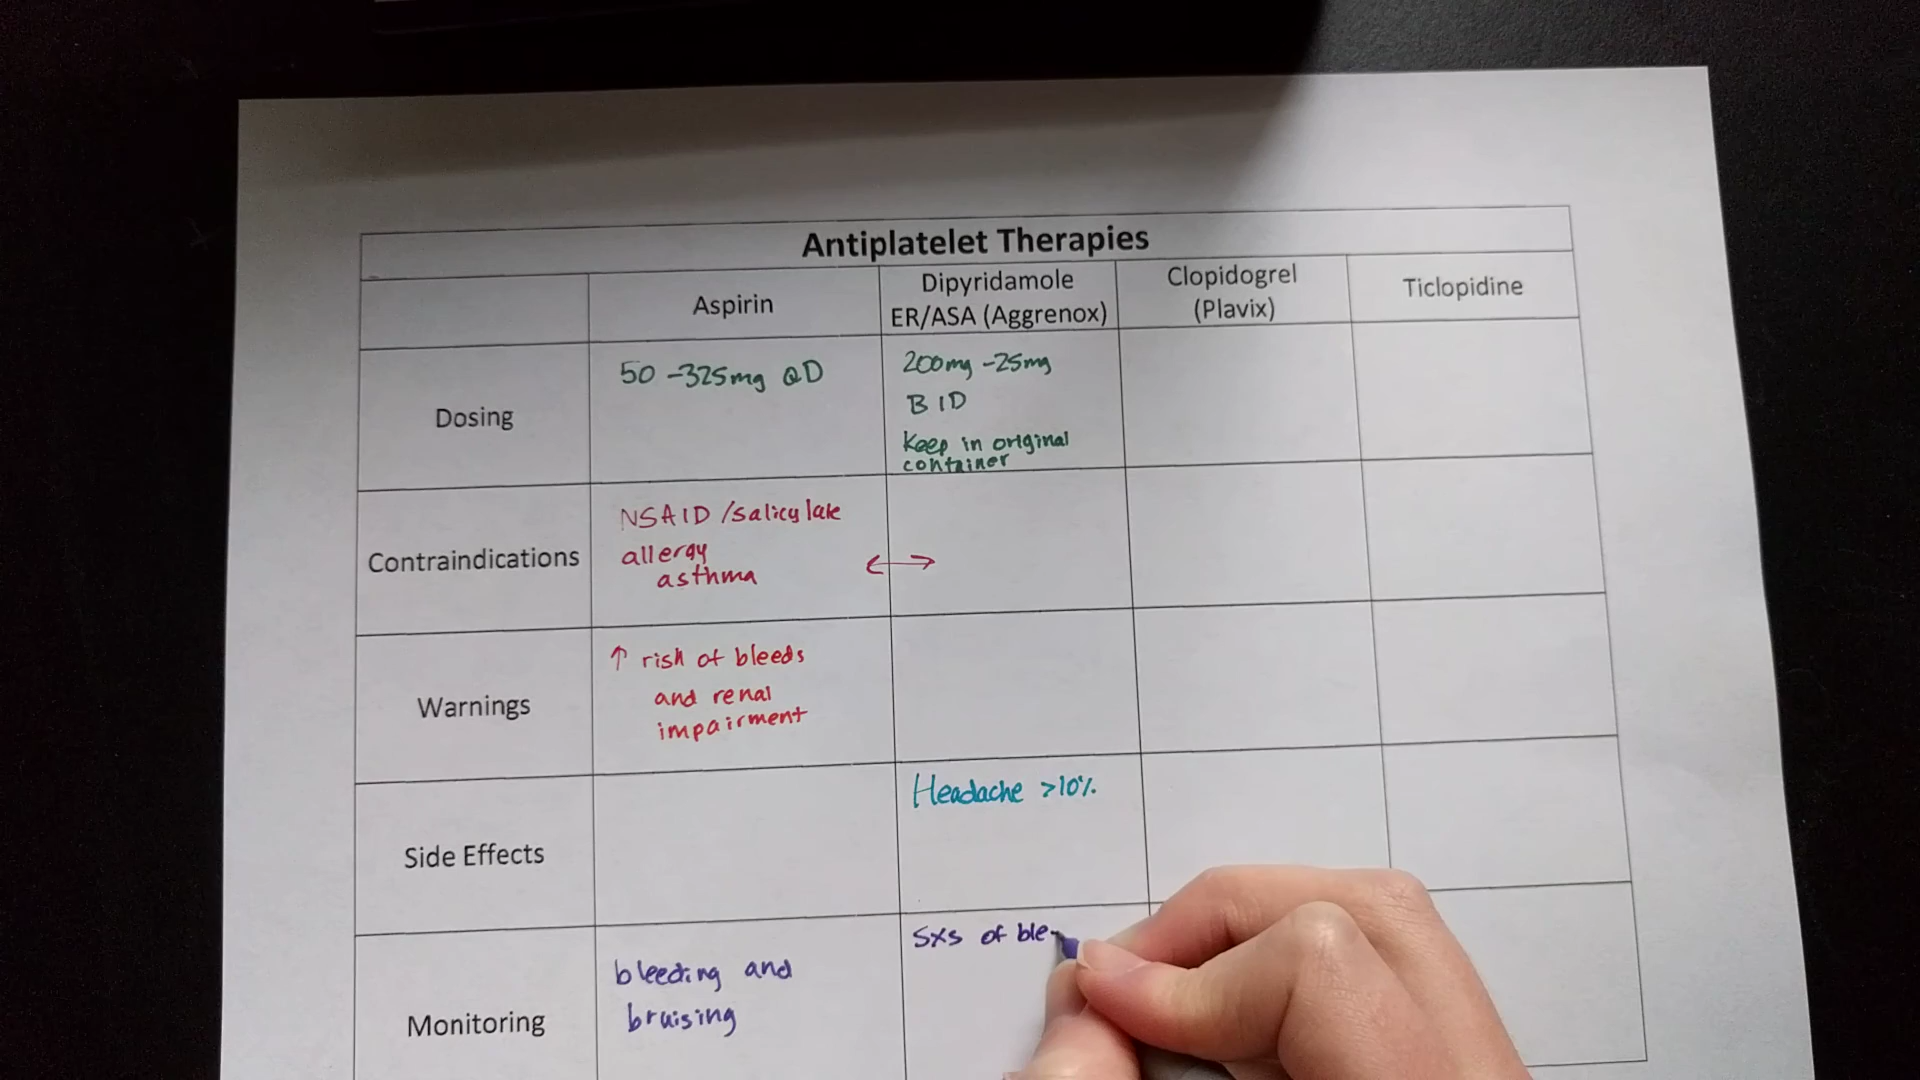 Antiplatelet Therapies
Aspirin
Dipyridamole
ER/ASA (Aggrenox)
Clopidogrel
(Plavix)
Ticlopidine
Dosing
50-325mg QD
200mg-25mg
BID
Keep in original
container
Contraindications
NSAID/salicylate
allergy
asthma
Warnings
↑ risk of bleeds
and renal
impairment
Side Effects
Headache >10%
Monitoring
bleeding and
bruising
sxs of ble